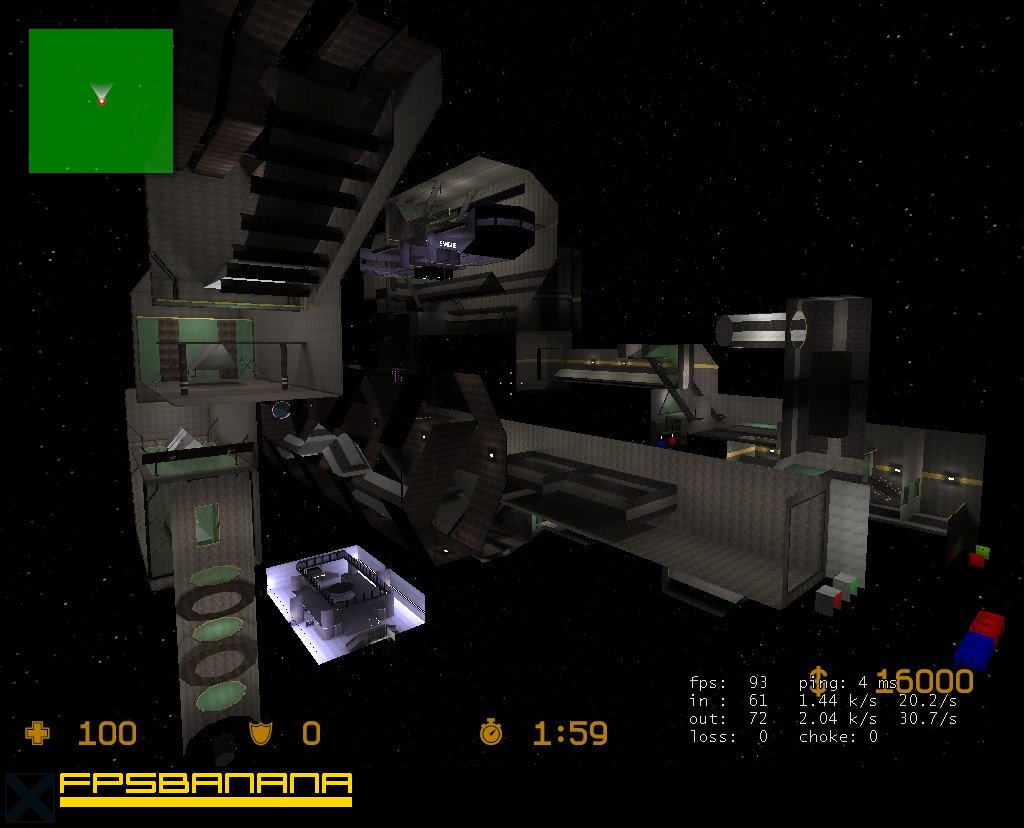 fps: 93 ping: 4 ms
$ 16000
in : 61 1.44 k/s 20.2/s
out: 72 2.04 k/s 30.7/s
loss: 0 choke: 0
100 0 1:59
FPSBANANA